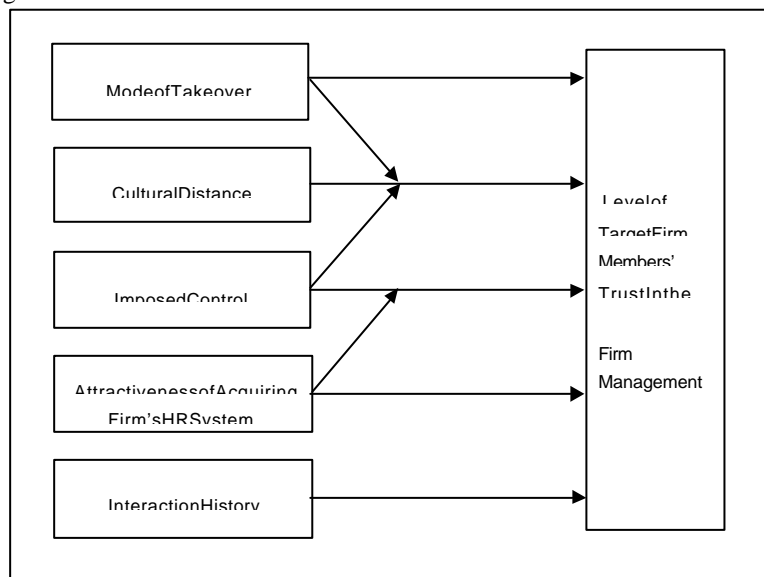 g
ModeofTakeover
CulturalDistance
ImposedControl
AttractivenessofAcquiring
Firm'sHRSystem
InteractionHistory
Levelof
TargetFirm
Members'
TrustInthe
Firm
Management